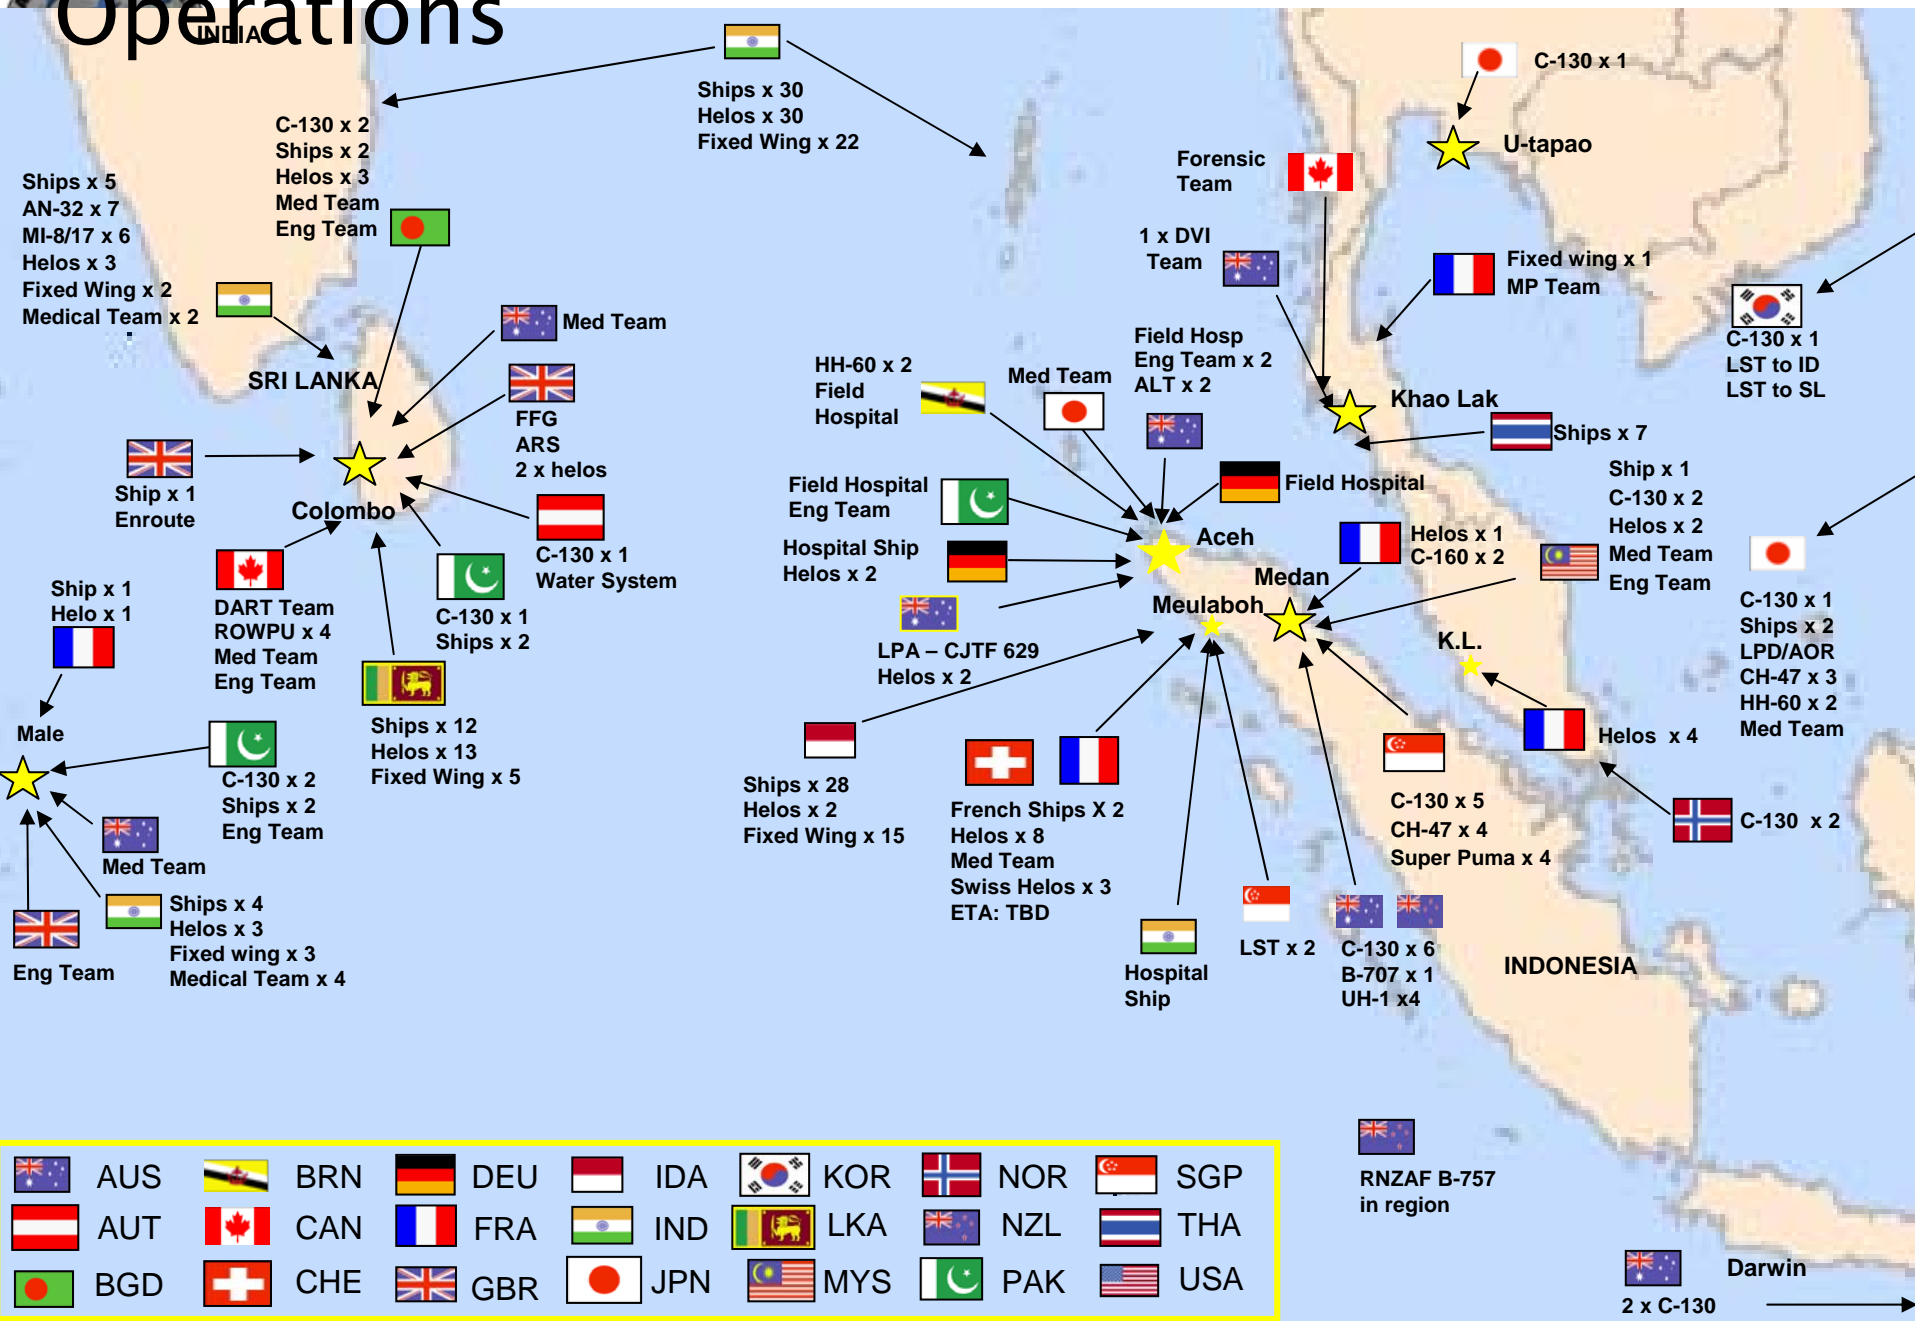 Operations
INDIA
Ships x 30
Helos x 30
Fixed Wing x 22
C-130 x 2
Ships x 2
Helos x 3
Med Team
Eng Team
Ships x 5
AN-32 x 7
MI-8/17 x 6
Helos x 3
Fixed Wing x 2
Medical Team x 2
Med Team
SRI LANKA
FFG
ARS
2 x helos
Ship x 1
Enroute
Colombo
C-130 x 1
Water System
DART Team
ROWPU x 4
Med Team
Eng Team
C-130 x 1
Ships x 2
Ships x 12
Helos x 13
Fixed Wing x 5
Ship x 1
Helo x 1
Male
C-130 x 2
Ships x 2
Eng Team
Med Team
Ships x 4
Helos x 3
Fixed wing x 3
Medical Team x 4
Eng Team
C-130 x 1
U-tapao
Forensic
Team
1 x DVI
Team
Fixed wing x 1
MP Team
C-130 x 1
LST to ID
LST to SL
Field Hosp
Eng Team x 2
ALT x 2
HH-60 x 2
Field
Hospital
Med Team
Khao Lak
Ships x 7
Field Hospital
Field Hospital
Eng Team
Ship x 1
C-130 x 2
Helos x 2
Med Team
Eng Team
Aceh
Helos x 1
C-160 x 2
Hospital Ship
Helos x 2
Medan
Meulaboh
LPA – CJTF 629
Helos x 2
K.L.
C-130 x 1
Ships x 2
LPD/AOR
CH-47 x 3
HH-60 x 2
Med Team
Helos x 4
C-130 x 2
Ships x 28
Helos x 2
Fixed Wing x 15
French Ships X 2
Helos x 8
Med Team
Swiss Helos x 3
ETA: TBD
C-130 x 5
CH-47 x 4
Super Puma x 4
Hospital
Ship
LST x 2
C-130 x 6
B-707 x 1
UH-1 x4
INDONESIA
RNZAF B-757
in region
Darwin
2 x C-130
AUS BRN DEU IDA KOR NOR SGP
AUT CAN FRA IND LKA NZL THA
BGD CHE GBR JPN MYS PAK USA